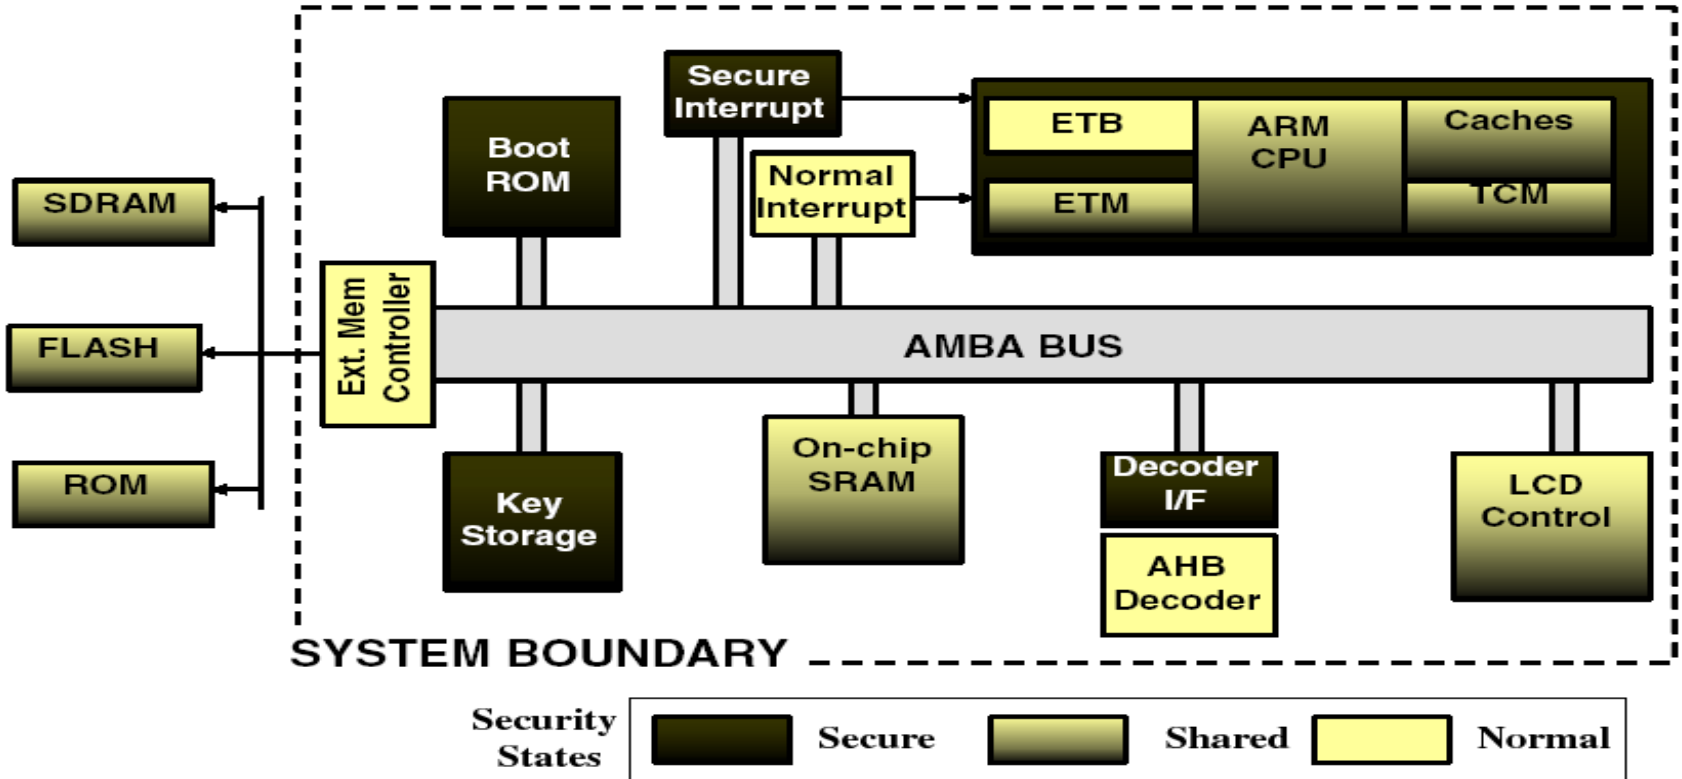 Secure
Interrupt
ETB
ARM
CPU
Caches
Boot
ROM
Normal
Interrupt
ETM
TCM
SDRAM
Ext. Mem
Controller
FLASH
AMBA BUS
ROM
Key
Storage
On-chip
SRAM
Decoder
I/F
AHB
Decoder
LCD
Control
SYSTEM BOUNDARY
Security
States
Secure
Shared
Normal